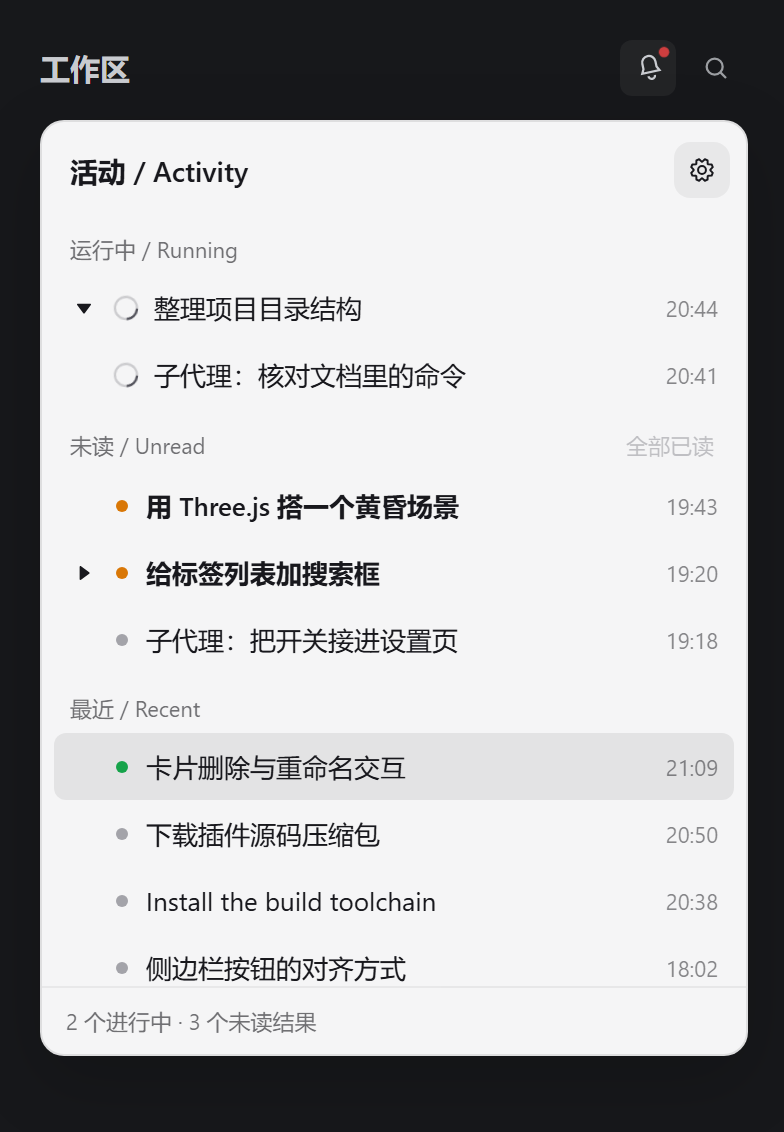 工作区
活动 / Activity
运行中 / Running
整理项目目录结构 20:44
子代理：核对文档里的命令 20:41
未读 / Unread 全部已读
用 Three.js 搭一个黄昏场景 19:43
给标签列表加搜索框 19:20
子代理：把开关接进设置页 19:18
最近 / Recent
卡片删除与重命名交互 21:09
下载插件源码压缩包 20:50
Install the build toolchain 20:38
侧边栏按钮的对齐方式 18:02
2 个进行中 · 3 个未读结果